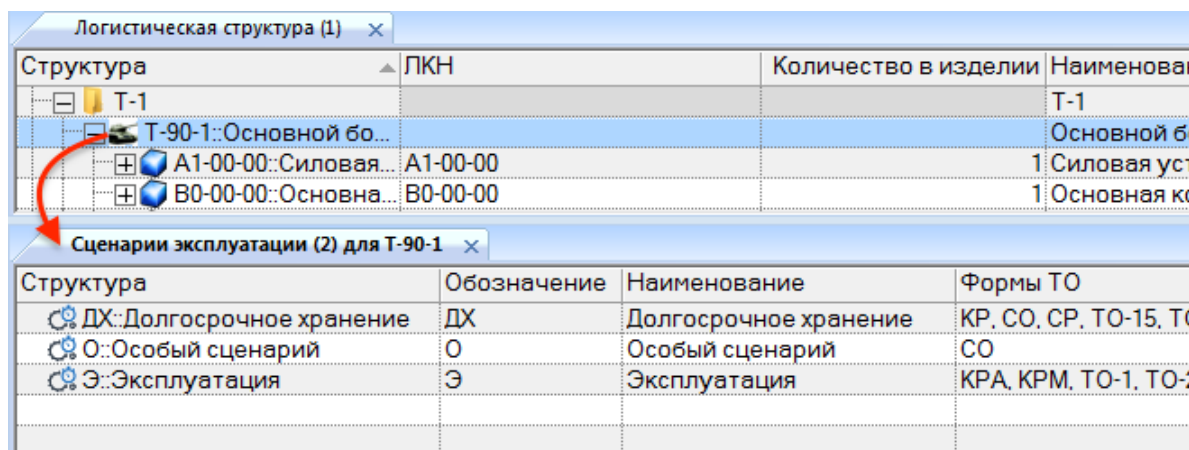 Логистическая структура (1)
Структура ЛКН Количество в изделии Наименова
Т-1 Т-1
Т-90-1::Основной бо... Основной б
А1-00-00::Силовая... А1-00-00 1 Силовая уст
В0-00-00::Основна... В0-00-00 1 Основная ко
Сценарии эксплуатации (2) для Т-90-1
Структура Обозначение Наименование Формы ТО
ДХ::Долгосрочное хранение ДХ Долгосрочное хранение КР, СО, СР, ТО-15, ТО
О::Особый сценарий О Особый сценарий СО
Э::Эксплуатация Э Эксплуатация КРА, КРМ, ТО-1, ТО-2